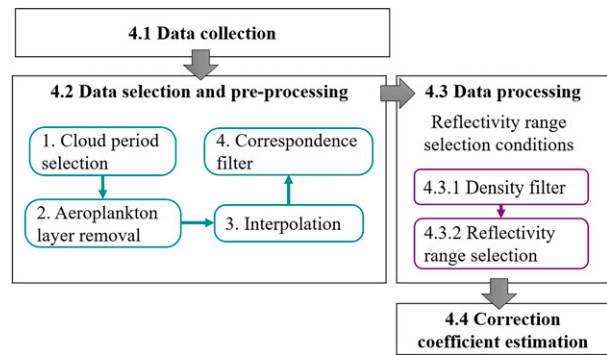 4.1 Data collection
4.2 Data selection and pre-processing
1. Cloud period
selection
2. Aeroplankton
layer removal
3. Interpolation
4. Correspondence
filter
4.3 Data processing
Reflectivity range
selection conditions
4.3.1 Density filter
4.3.2 Reflectivity
range selection
4.4 Correction
coefficient estimation